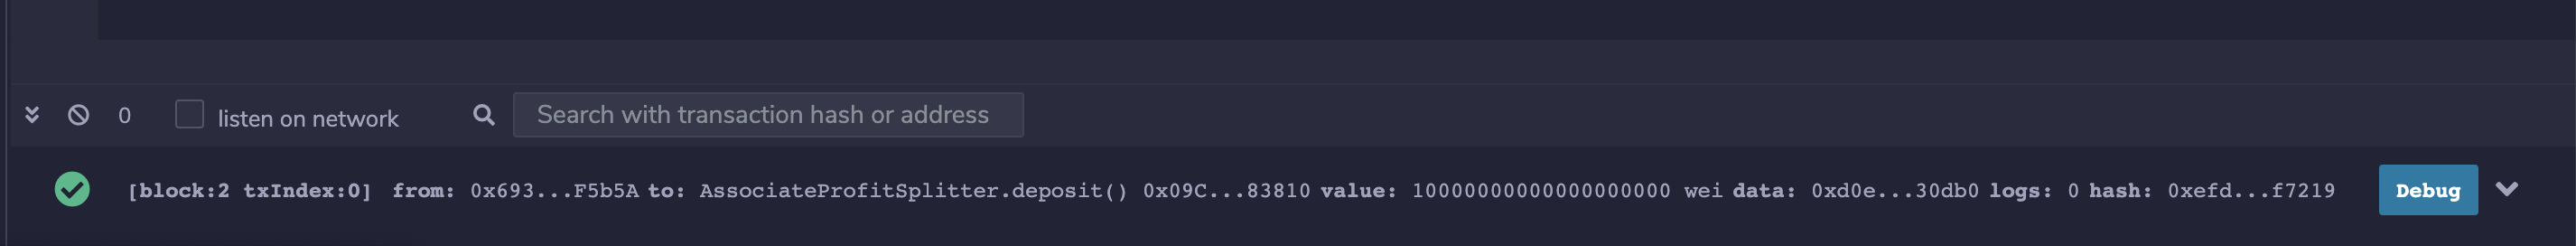 0 listen on network Search with transaction hash or address
[block:2 txIndex:0] from: 0x693...F5b5A to: AssociateProfitSplitter.deposit() 0x09C...83810 value: 10000000000000000000 wei data: 0xd0e...30db0 logs: 0 hash: 0xefd...f7219 Debug